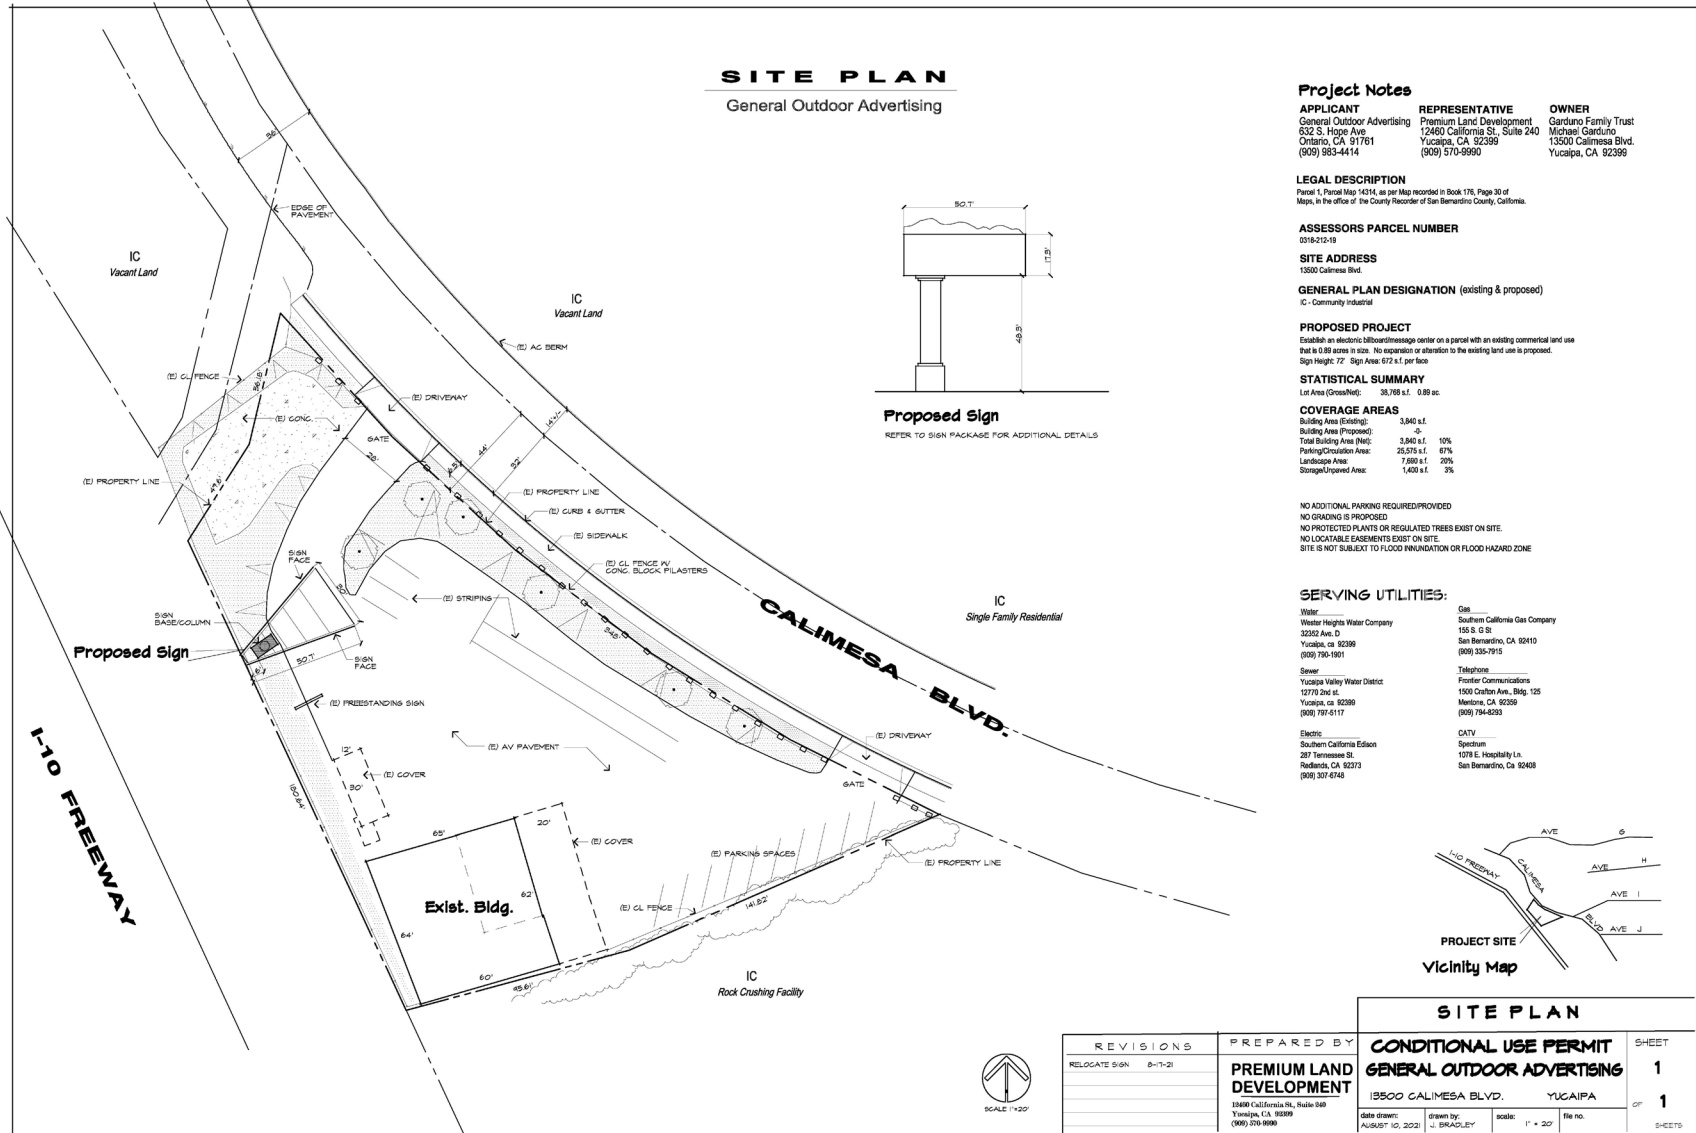 SITE PLAN
General Outdoor Advertising
Project Notes
APPLICANT
General Outdoor Advertising
632 S. Hope Ave
Ontario, CA 91761
(909) 983-4414
REPRESENTATIVE
Premium Land Development
12460 California St., Suite 240
Yucaipa, CA 92399
(909) 570-9990
OWNER
Garduno Family Trust
Michael Garduno
13500 Calimesa Blvd.
Yucaipa, CA 92399
LEGAL DESCRIPTION
Parcel 1, Parcel Map 14314, as per Map recorded in Book 176, Page 30 of
Maps, in the office of the County Recorder of San Bernardino County, California.
ASSESSORS PARCEL NUMBER
0318-212-19
SITE ADDRESS
13500 Calimesa Blvd.
GENERAL PLAN DESIGNATION (existing & proposed)
IC - Community Industrial
PROPOSED PROJECT
Establish an electonic billboard/message center on a parcel with an existing commerical land use
that is 0.89 acres in size. No expansion or alteration to the existing land use is proposed.
Sign Height: 72' Sign Area: 672 s.f. per face
STATISTICAL SUMMARY
Lot Area (Gross/Net): 38,768 s.f. 0.89 ac.
COVERAGE AREAS
Building Area (Existing): 3,840 s.f.
Building Area (Proposed): -0-
Total Building Area (Net): 3,840 s.f. 10%
Parking/Circulation Area: 25,575 s.f. 67%
Landscape Area: 7,690 s.f. 20%
Storage/Unpaved Area: 1,400 s.f. 3%
NO ADDITIONAL PARKING REQUIRED/PROVIDED
NO GRADING IS PROPOSED
NO PROTECTED PLANTS OR REGULATED TREES EXIST ON SITE.
NO LOCATABLE EASEMENTS EXIST ON SITE.
SITE IS NOT SUBJECT TO FLOOD INNUNDATION OR FLOOD HAZARD ZONE
SERVING UTILITIES:
Water
Wester Heights Water Company
32352 Ave. D
Yucaipa, ca 92399
(909) 790-1901
Gas
Southern California Gas Company
155 S. G St
San Bernardino, CA 92410
(909) 335-7915
Sewer
Yucaipa Valley Water District
12770 2nd st.
Yucaipa, ca 92399
(909) 797-5117
Telephone
Frontier Communications
1500 Crafton Ave., Bldg. 125
Mentone, CA 92359
(909) 794-8293
Electric
Southern California Edison
287 Tennessee St.
Redlands, CA 92373
(909) 307-6748
CATV
Spectrum
1078 E. Hospitality Ln.
San Bernardino, Ca 92408
50.7'
17.3'
Proposed Sign
REFER TO SIGN PACKAGE FOR ADDITIONAL DETAILS
36'
EDGE OF
PAVEMENT
IC
Vacant Land
IC
Vacant Land
(E) AC BERM
(E) CL FENCE
(E) DRIVEWAY
(E) CONC.
GATE
44'
32'
14'+/-
(E) PROPERTY LINE
(E) PROPERTY LINE
(E) CURB & GUTTER
(E) SIDEWALK
(E) CL FENCE W/
CONC. BLOCK PILASTERS
SIGN
FACE
(E) STRIPING
IC
Single Family Residential
SIGN
BASE/COLUMN
Proposed Sign
50.7'
SIGN
FACE
CALIMESA BLVD.
(E) FREESTANDING SIGN
(E) DRIVEWAY
(E) AV PAVEMENT
I-10 FREEWAY
12'
30'
(E) COVER
GATE
65'
20'
(E) COVER
(E) PARKING SPACES
(E) PROPERTY LINE
62'
Exist. Bldg.
(E) CL FENCE
141.82'
64'
60'
93.61'
IC
Rock Crushing Facility
AVE G
I-10 FREEWAY
CALIMESA
AVE H
AVE I
BLVD
AVE J
PROJECT SITE
Vicinity Map
SCALE 1"=20'
REVISIONS
RELOCATE SIGN 8-17-21
PREPARED BY
PREMIUM LAND
DEVELOPMENT
12460 California St., Suite 240
Yucaipa, CA 92399
(909) 570-9990
SITE PLAN
CONDITIONAL USE PERMIT
GENERAL OUTDOOR ADVERTISING
13500 CALIMESA BLVD. YUCAIPA
date drawn:
AUGUST 10, 2021
drawn by:
J. BRADLEY
scale:
1" = 20'
file no.
SHEET
1
OF 1
SHEETS